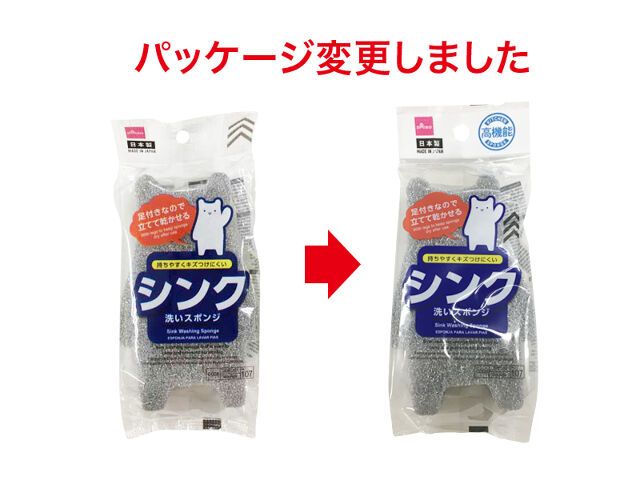 パッケージ変更しました
DAISO
日本製
MADE IN JAPAN
足付きなので
立てて乾かせる
With legs to keep sponge
dry after use
持ちやすくキズつけにくい
シンク
洗いスポンジ
Sink Washing Sponge
ESPONJA PARA LAVAR PIAS
107
DAISO
日本製
MADE IN JAPAN
KITCHEN
高機能
SPONGE
足付きなので
立てて乾かせる
With legs to keep sponge
dry after use
持ちやすくキズつけにくい
シンク
洗いスポンジ
Sink Washing Sponge
ESPONJA PARA LAVAR PIAS
107